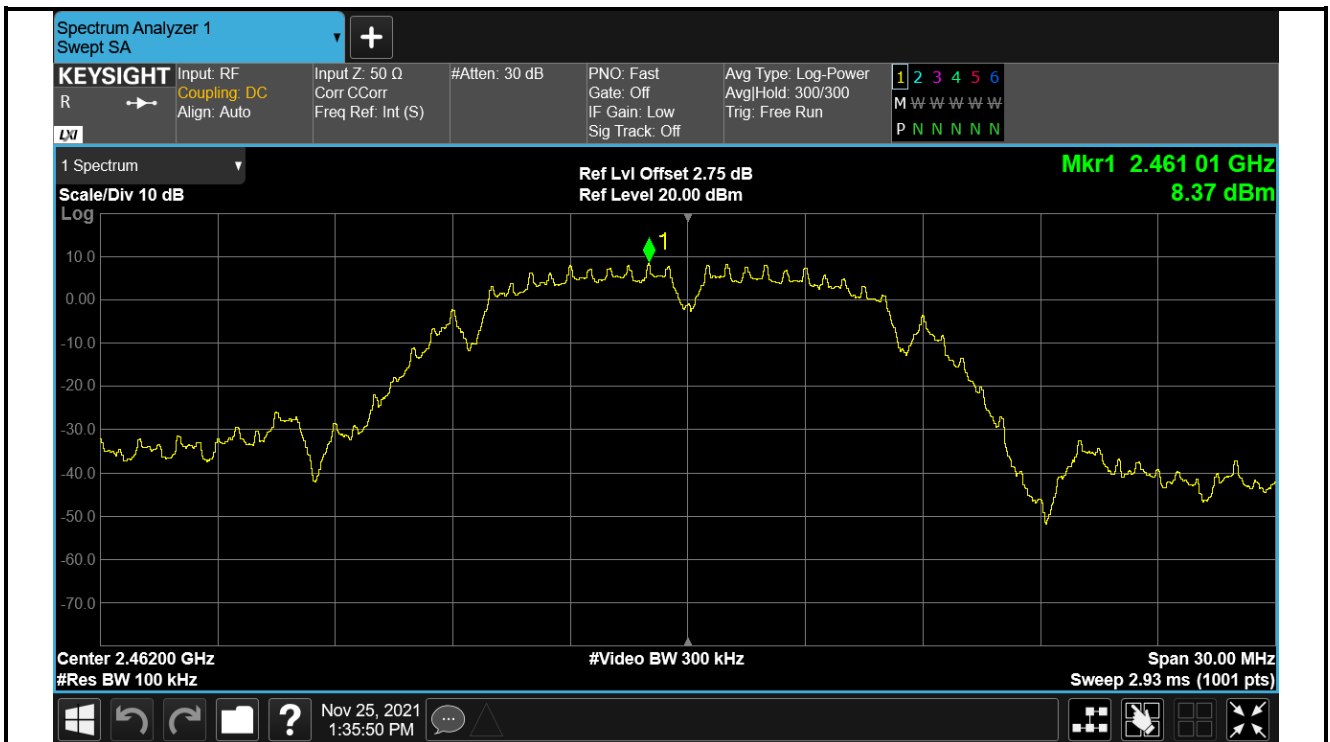 Spectrum Analyzer 1
Swept SA
KEYSIGHT
R
LXI
Input: RF
Coupling: DC
Align: Auto
Input Z: 50 Ω
Corr CCorr
Freq Ref: Int (S)
#Atten: 30 dB
PNO: Fast
Gate: Off
IF Gain: Low
Sig Track: Off
Avg Type: Log-Power
Avg|Hold: 300/300
Trig: Free Run
1 2 3 4 5 6
M W W W W W
P N N N N N
1 Spectrum
Scale/Div 10 dB
Log
Ref Lvl Offset 2.75 dB
Ref Level 20.00 dBm
Mkr1 2.461 01 GHz
8.37 dBm
1
10.0
0.00
-10.0
-20.0
-30.0
-40.0
-50.0
-60.0
-70.0
Center 2.46200 GHz
#Res BW 100 kHz
#Video BW 300 kHz
Span 30.00 MHz
Sweep 2.93 ms (1001 pts)
?
Nov 25, 2021
1:35:50 PM